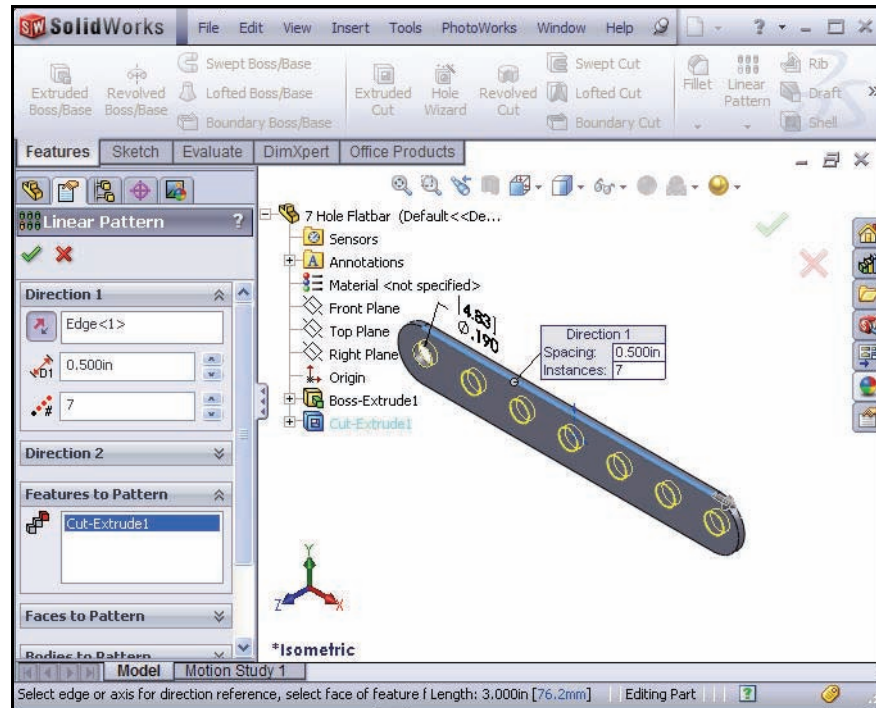 SolidWorks File Edit View Insert Tools PhotoWorks Window Help ?
Extruded Boss/Base
Revolved Boss/Base
Swept Boss/Base
Lofted Boss/Base
Boundary Boss/Base
Extruded Cut
Hole Wizard
Revolved Cut
Swept Cut
Lofted Cut
Boundary Cut
Fillet
Linear Pattern
Rib
Draft
Shell
Features Sketch Evaluate DimXpert Office Products
Linear Pattern ?
Direction 1
Edge<1>
D1 0.500in
# 7
Direction 2
Features to Pattern
Cut-Extrude1
Faces to Pattern
Bodies to Pattern
7 Hole Flatbar (Default<<De...
Sensors
A Annotations
Material <not specified>
Front Plane
Top Plane
Right Plane
Origin
Boss-Extrude1
Cut-Extrude1
Ø.190
Direction 1
Spacing: 0.500in
Instances: 7
Y
Z X
*Isometric
Model Motion Study 1
Select edge or axis for direction reference, select face of feature f Length: 3.000in [76.2mm] Editing Part ?